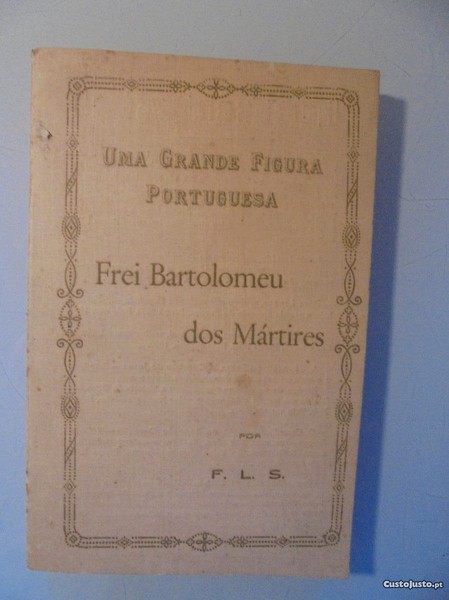 UMA GRANDE FIGURA
PORTUGUESA
Frei Bartolomeu
dos Mártires
POR
F. L. S.
CustoJusto.pt